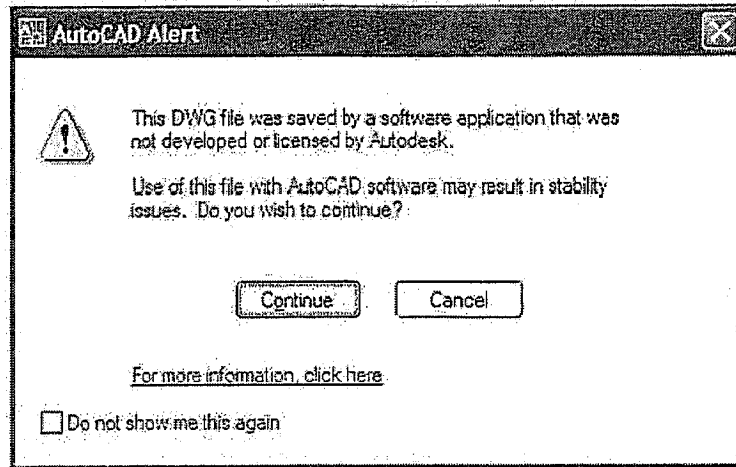 AutoCAD Alert
This DWG file was saved by a software application that was
not developed or licensed by Autodesk.
Use of this file with AutoCAD software may result in stability
issues. Do you wish to continue?
Continue
Cancel
For more information, click here
Do not show me this again